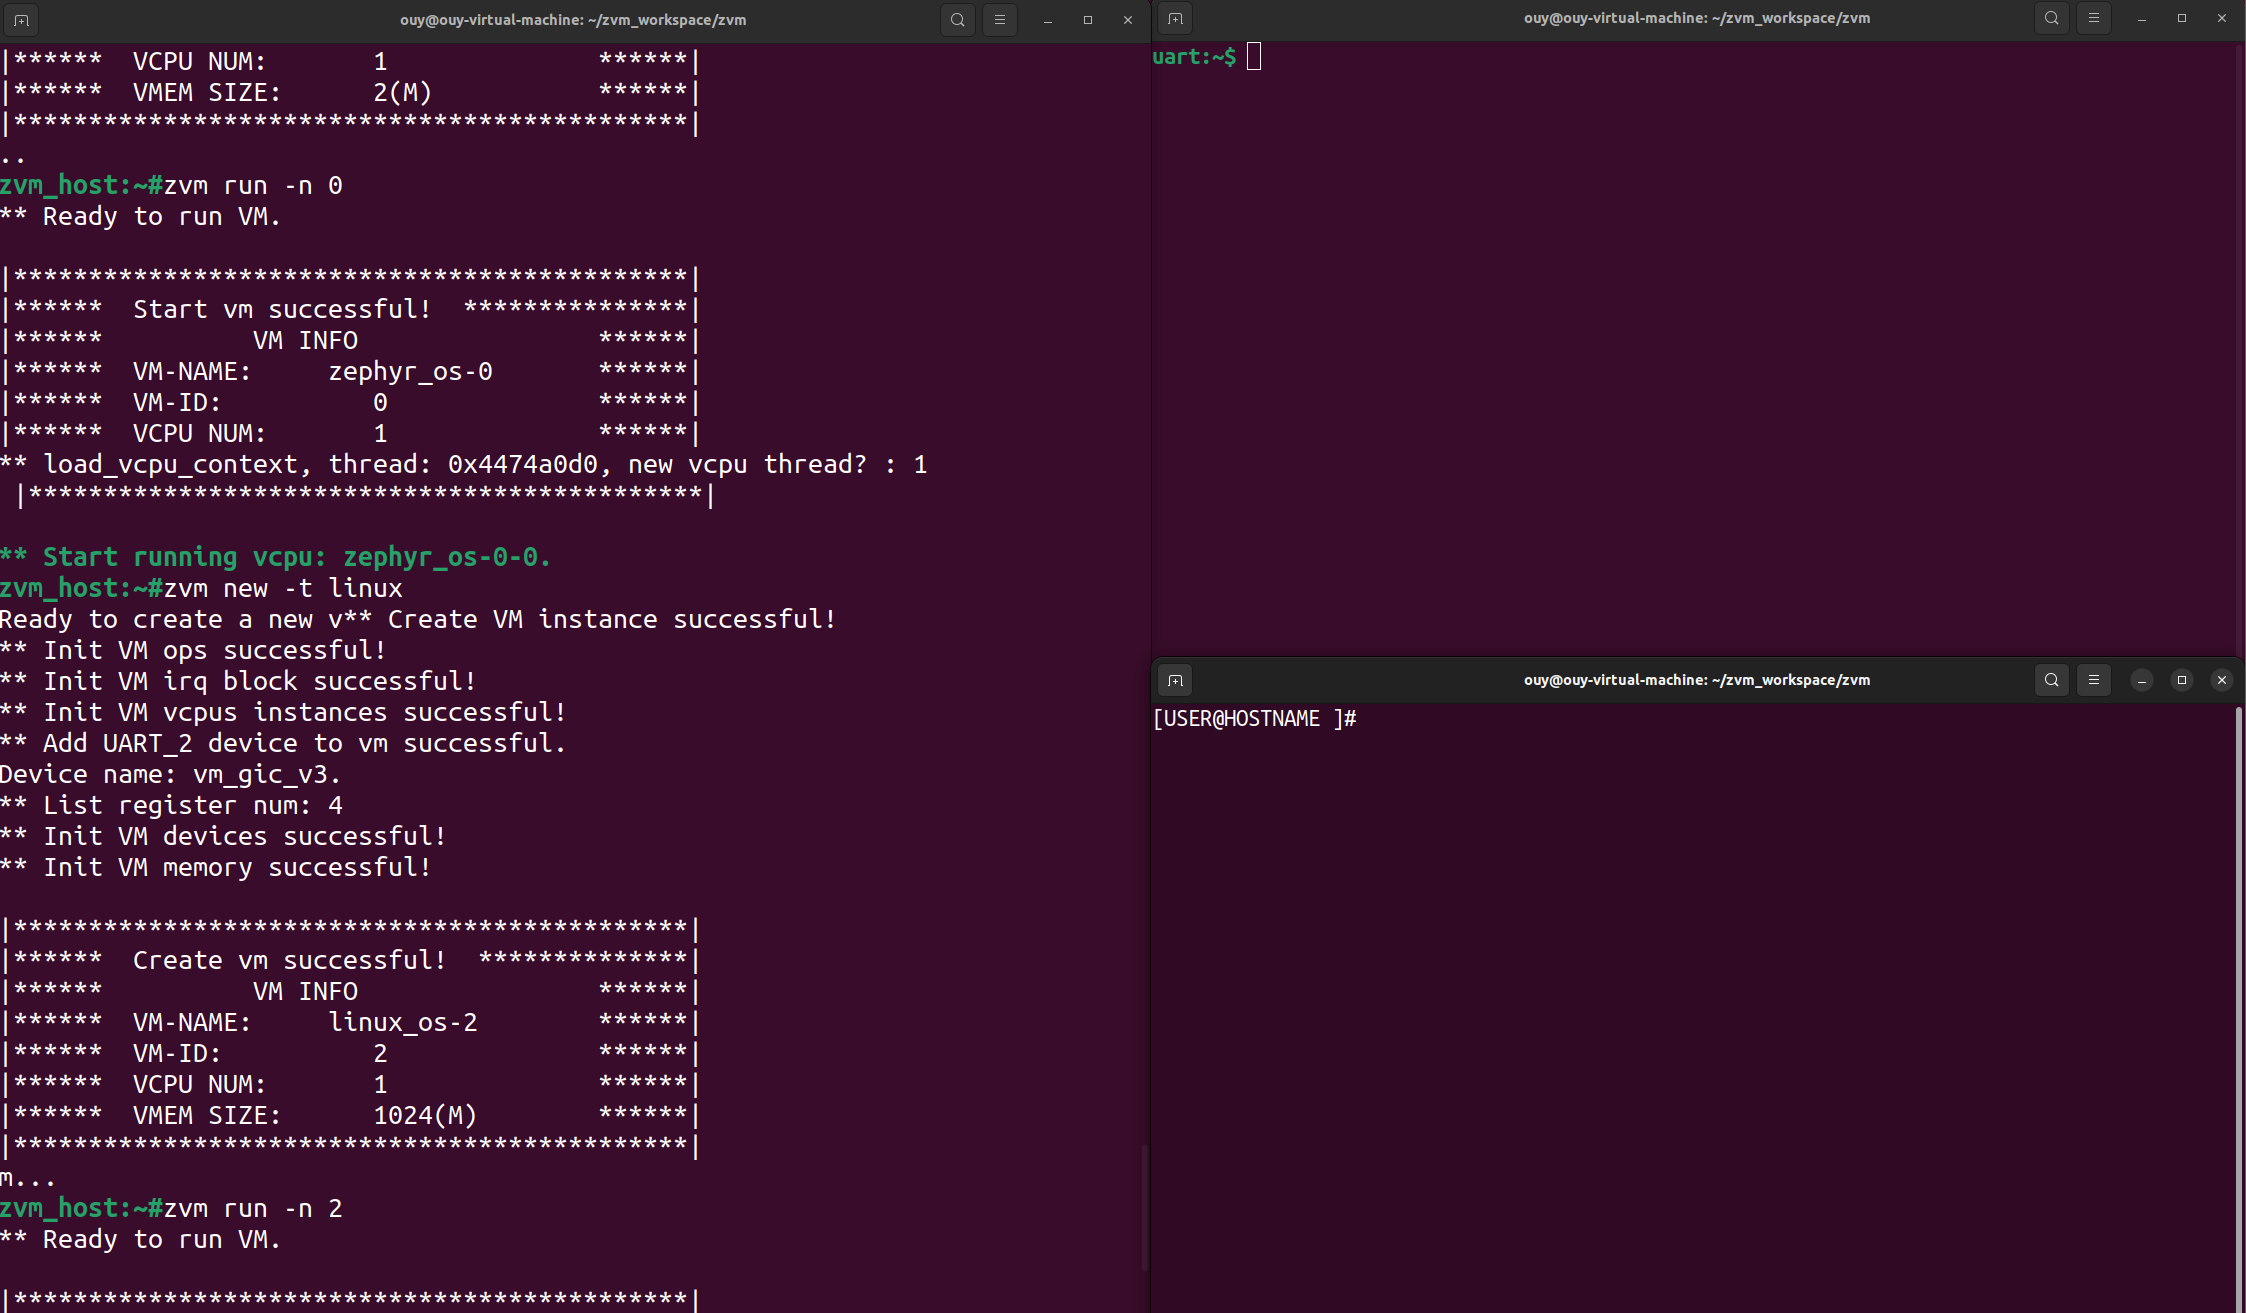 ouy@ouy-virtual-machine: ~/zvm_workspace/zvm
|******  VCPU NUM:       1              ******|
|******  VMEM SIZE:      2(M)           ******|
|*********************************************|
..
zvm_host:~#zvm run -n 0
** Ready to run VM.
|*********************************************|
|******  Start vm successful!  ***************|
|******          VM INFO                ******|
|******  VM-NAME:     zephyr_os-0       ******|
|******  VM-ID:          0              ******|
|******  VCPU NUM:       1              ******|
** load_vcpu_context, thread: 0x4474a0d0, new vcpu thread? : 1
 |*********************************************|
** Start running vcpu: zephyr_os-0-0.
zvm_host:~#zvm new -t linux
Ready to create a new v** Create VM instance successful!
** Init VM ops successful!
** Init VM irq block successful!
** Init VM vcpus instances successful!
** Add UART_2 device to vm successful.
Device name: vm_gic_v3.
** List register num: 4
** Init VM devices successful!
** Init VM memory successful!
|*********************************************|
|******  Create vm successful!  **************|
|******          VM INFO                ******|
|******  VM-NAME:     linux_os-2        ******|
|******  VM-ID:          2              ******|
|******  VCPU NUM:       1              ******|
|******  VMEM SIZE:      1024(M)        ******|
|*********************************************|
m...
zvm_host:~#zvm run -n 2
** Ready to run VM.
|*********************************************|
ouy@ouy-virtual-machine: ~/zvm_workspace/zvm
uart:~$
ouy@ouy-virtual-machine: ~/zvm_workspace/zvm
[USER@HOSTNAME ]#